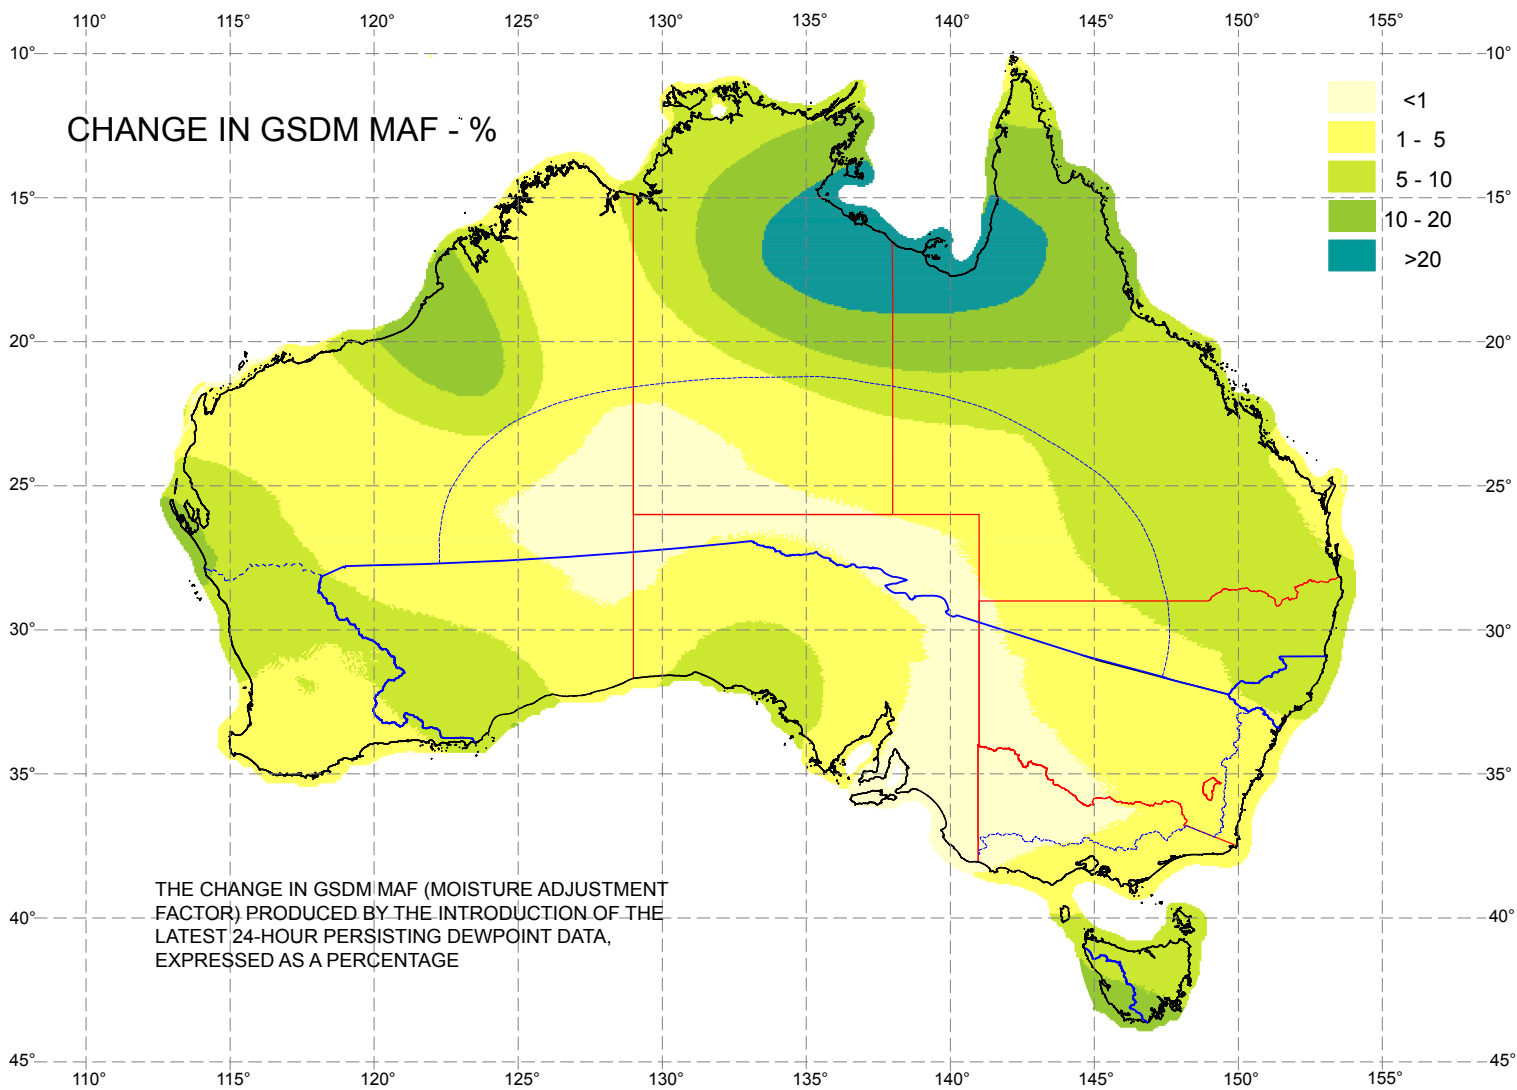 110° 115° 120° 125° 130° 135° 140° 145° 150° 155°
10° 10°
<1
CHANGE IN GSDM MAF - %
1 - 5
5 - 10
15° 15°
10 - 20
>20
20° 20°
25° 25°
30° 30°
35° 35°
THE CHANGE IN GSDM MAF (MOISTURE ADJUSTMENT
FACTOR) PRODUCED BY THE INTRODUCTION OF THE
LATEST 24-HOUR PERSISTING DEWPOINT DATA,
EXPRESSED AS A PERCENTAGE
40° 40°
45° 45°
110° 115° 120° 125° 130° 135° 140° 145° 150° 155°